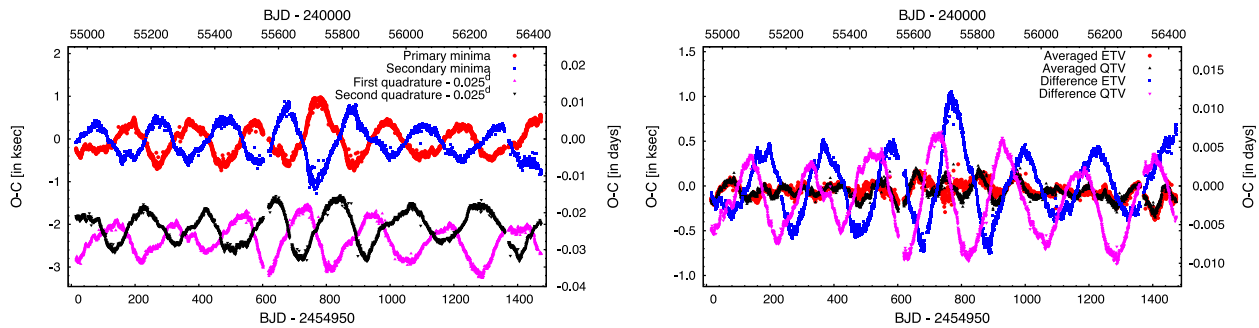 BJD - 240000
55000 55200 55400 55600 55800 56000 56200 56400
Primary minima
Secondary minima
First quadrature - 0.025d
Second quadrature - 0.025d
O-C [in ksec]
2
1
0
-1
-2
-3
0.02
0.01
0.00
-0.01
-0.02
-0.03
-0.04
O-C [in days]
0 200 400 600 800 1000 1200 1400
BJD - 2454950
BJD - 240000
55000 55200 55400 55600 55800 56000 56200 56400
Averaged ETV
Averaged QTV
Difference ETV
Difference QTV
O-C [in ksec]
1.5
1.0
0.5
0.0
-0.5
-1.0
0.015
0.010
0.005
0.000
-0.005
-0.010
O-C [in days]
0 200 400 600 800 1000 1200 1400
BJD - 2454950